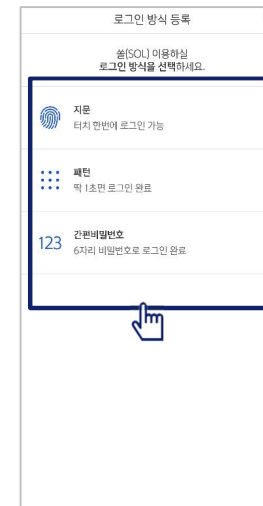 로그인 방식 등록
쏠(SOL) 이용하실
로그인 방식을 선택하세요.
지문
터치 한번에 로그인 가능
패턴
딱 1초면 로그인 완료
123
간편비밀번호
6자리 비밀번호로 로그인 완료